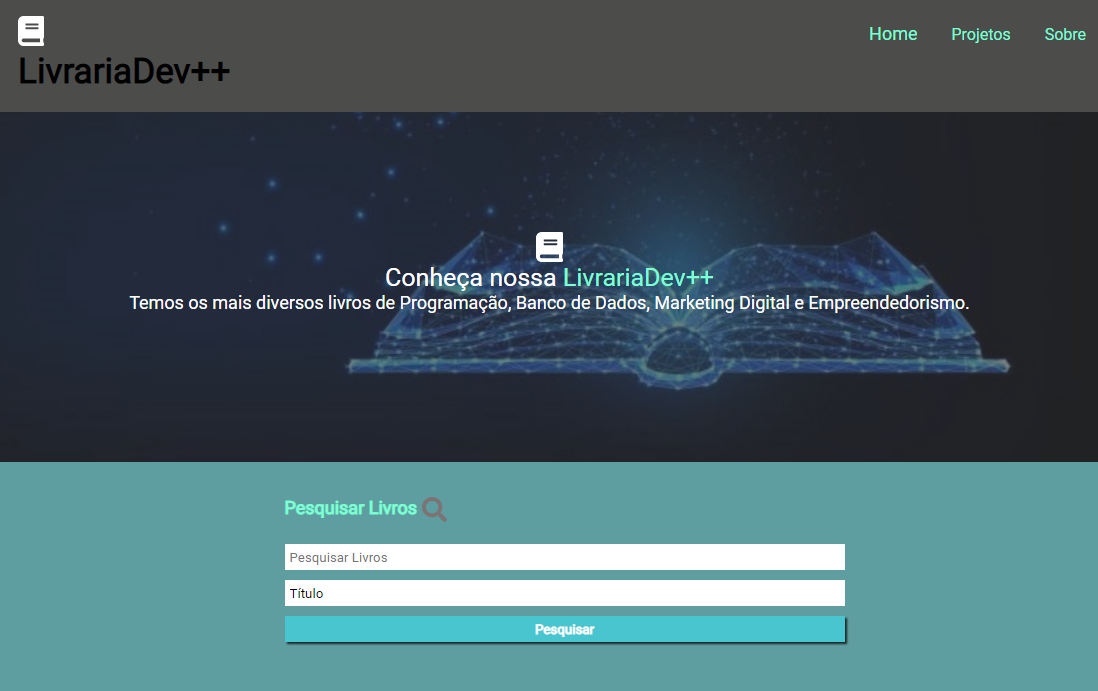 LivrariaDev++
Home
Projetos
Sobre
Conheça nossa LivrariaDev++
Temos os mais diversos livros de Programação, Banco de Dados, Marketing Digital e Empreendedorismo.
Pesquisar Livros
Pesquisar Livros
Título
Pesquisar